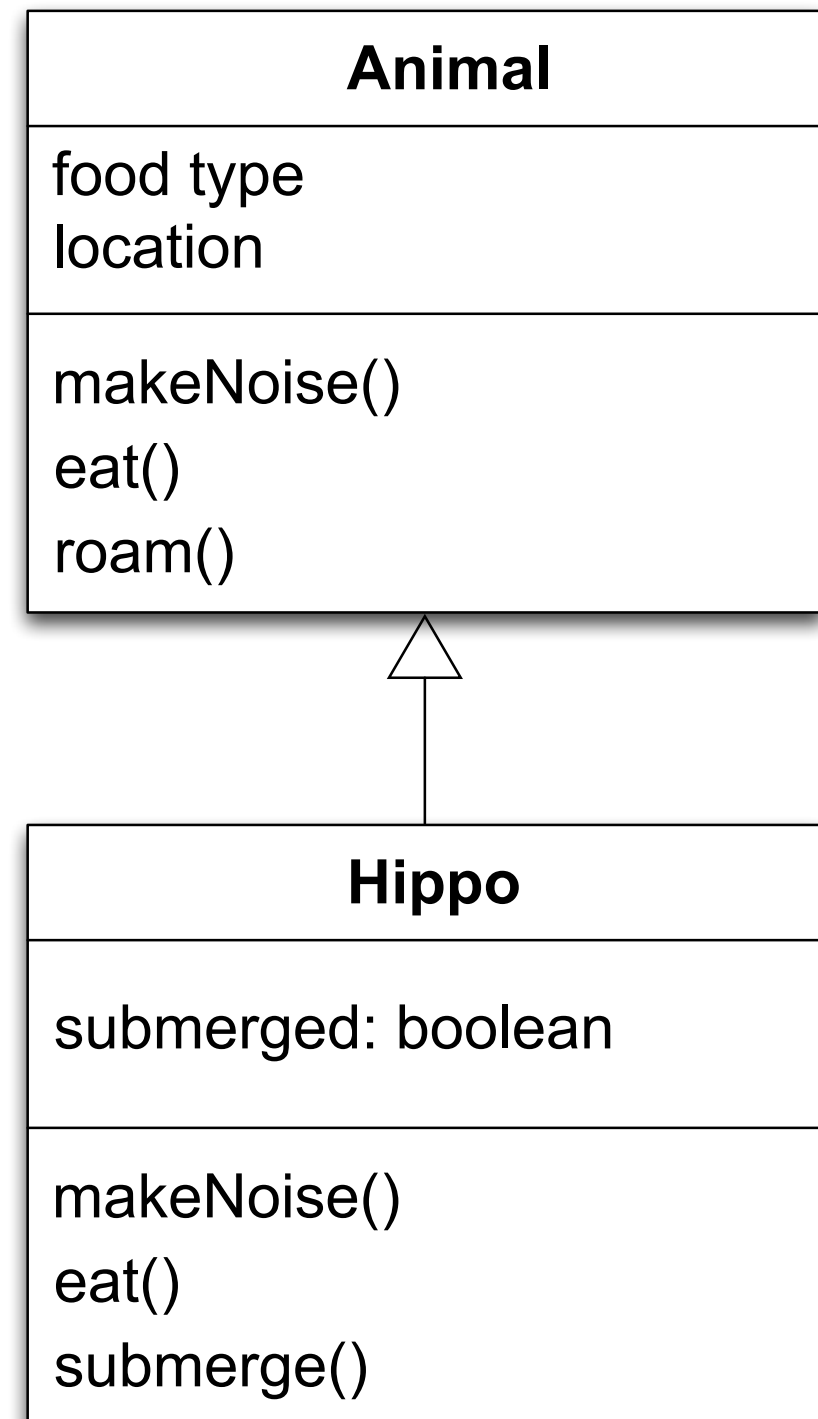 Animal
food type
location
makeNoise()
eat()
roam()
Hippo
submerged: boolean
makeNoise()
eat()
submerge()